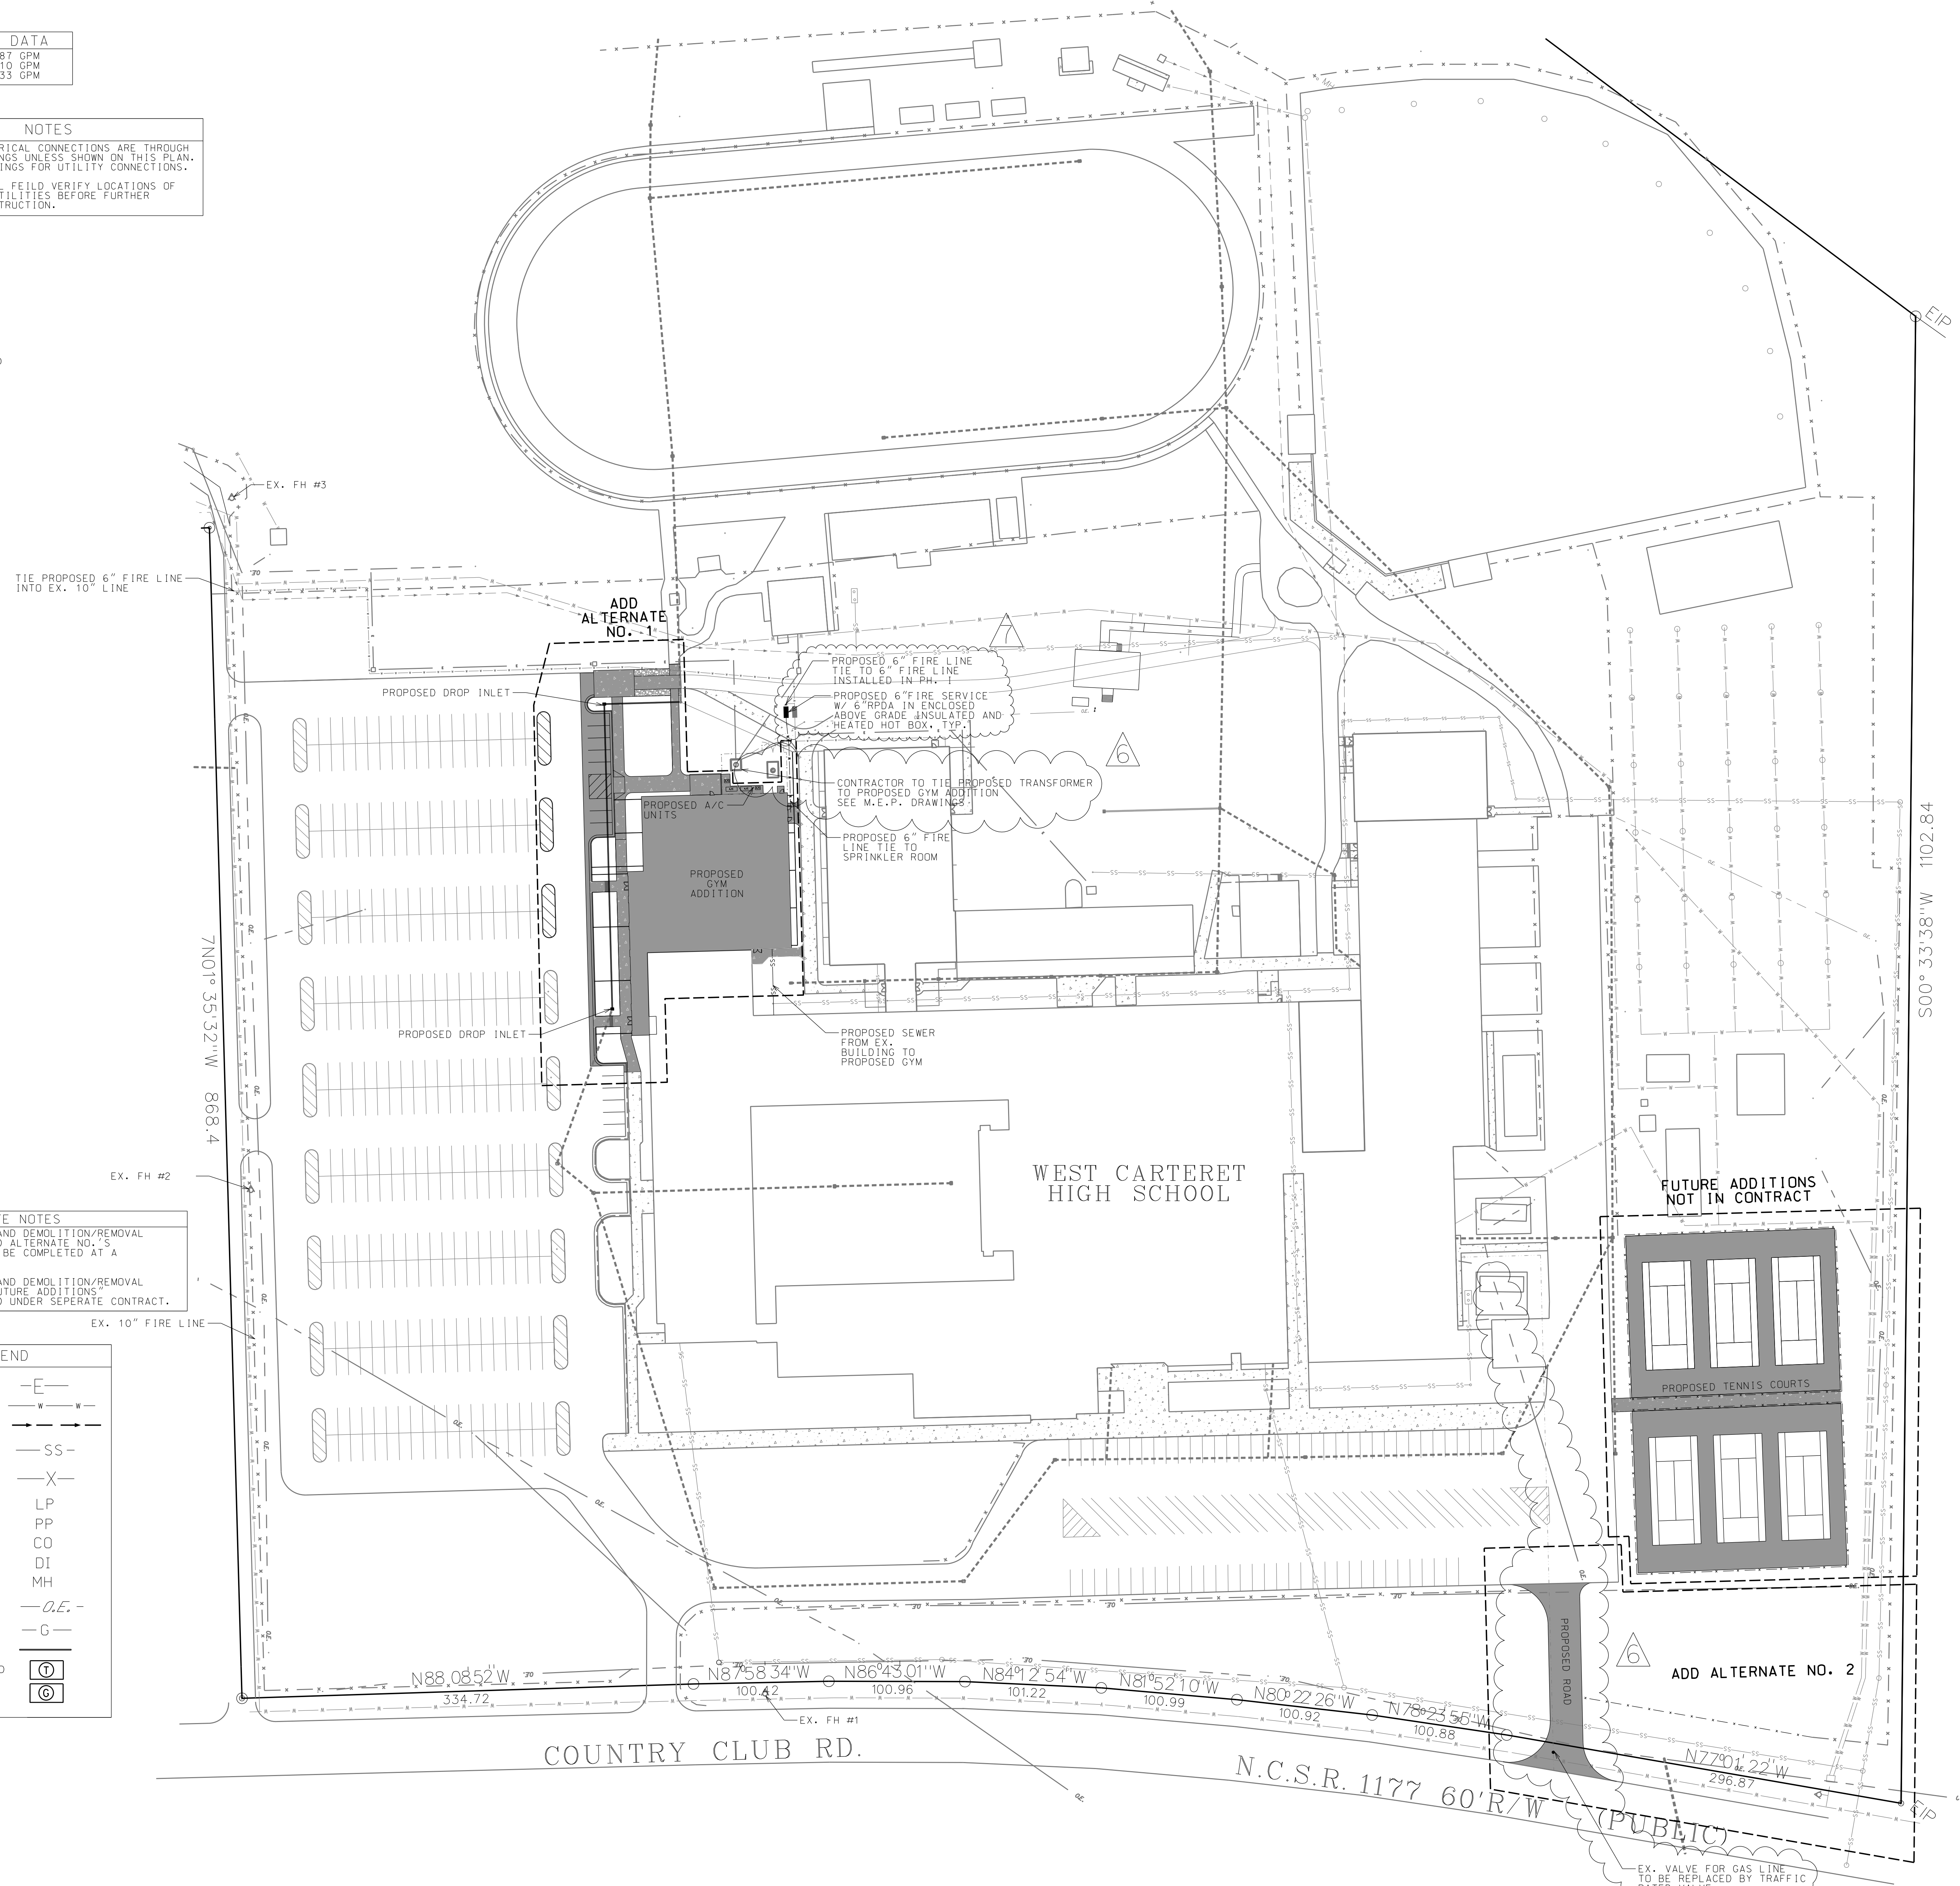 DATA
87 GPM
10 GPM
33 GPM
NOTES
RICAL CONNECTIONS ARE THROUGH
NGS UNLESS SHOWN ON THIS PLAN.
INGS FOR UTILITY CONNECTIONS.
L FEILD VERIFY LOCATIONS OF
TILITIES BEFORE FURTHER
TRUCTION.
EIP
EX. FH #3
TIE PROPOSED 6" FIRE LINE
INTO EX. 10" LINE
ADD
ALTERNATE
NO. 1
7
PROPOSED 6" FIRE LINE
TIE TO 6" FIRE LINE
INSTALLED IN PH. I
PROPOSED 6"FIRE SERVICE
W/ 6"RPDA IN ENCLOSED
ABOVE GRADE INSULATED AND
HEATED HOT BOX. TYP.
PROPOSED DROP INLET
6
CONTRACTOR TO TIE PROPOSED TRANSFORMER
TO PROPOSED GYM ADDITION
SEE M.E.P. DRAWINGS
PROPOSED A/C
UNITS
PROPOSED 6" FIRE
LINE TIE TO
SPRINKLER ROOM
PROPOSED
GYM
ADDITION
S00°33'38"W 1102.84
7N01°35'32"W 868.4
PROPOSED DROP INLET
PROPOSED SEWER
FROM EX.
BUILDING TO
PROPOSED GYM
EX. FH #2
WEST CARTERET
HIGH SCHOOL
FUTURE ADDITIONS
NOT IN CONTRACT
E NOTES
AND DEMOLITION/REMOVAL
D ALTERNATE NO.'S
BE COMPLETED AT A
AND DEMOLITION/REMOVAL
UTURE ADDITIONS"
D UNDER SEPERATE CONTRACT.
EX. 10" FIRE LINE
END
E
W W
SS
X
LP
PP
CO
DI
MH
O.E.
G
T
G
PROPOSED TENNIS COURTS
PROPOSED ROAD
6
ADD ALTERNATE NO. 2
N88°08'52"W
334.72
N87°58'34"W
100.42
N86°43'01"W
100.96
N84°12'54"W
101.22
N81°52'10"W
100.99
N80°22'26"W
100.92
N78°23'55"W
100.88
N77°01'22"W
296.87
EIP
EX. FH #1
COUNTRY CLUB RD.
N.C.S.R. 1177 60'R/W (PUBLIC)
EX. VALVE FOR GAS LINE
TO BE REPLACED BY TRAFFIC